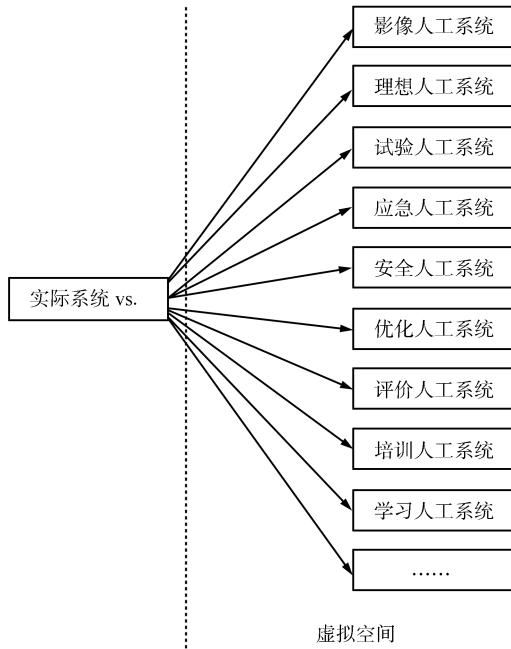 影像人工系统
理想人工系统
试验人工系统
应急人工系统
安全人工系统
实际系统 vs.
优化人工系统
评价人工系统
培训人工系统
学习人工系统
……
虚拟空间